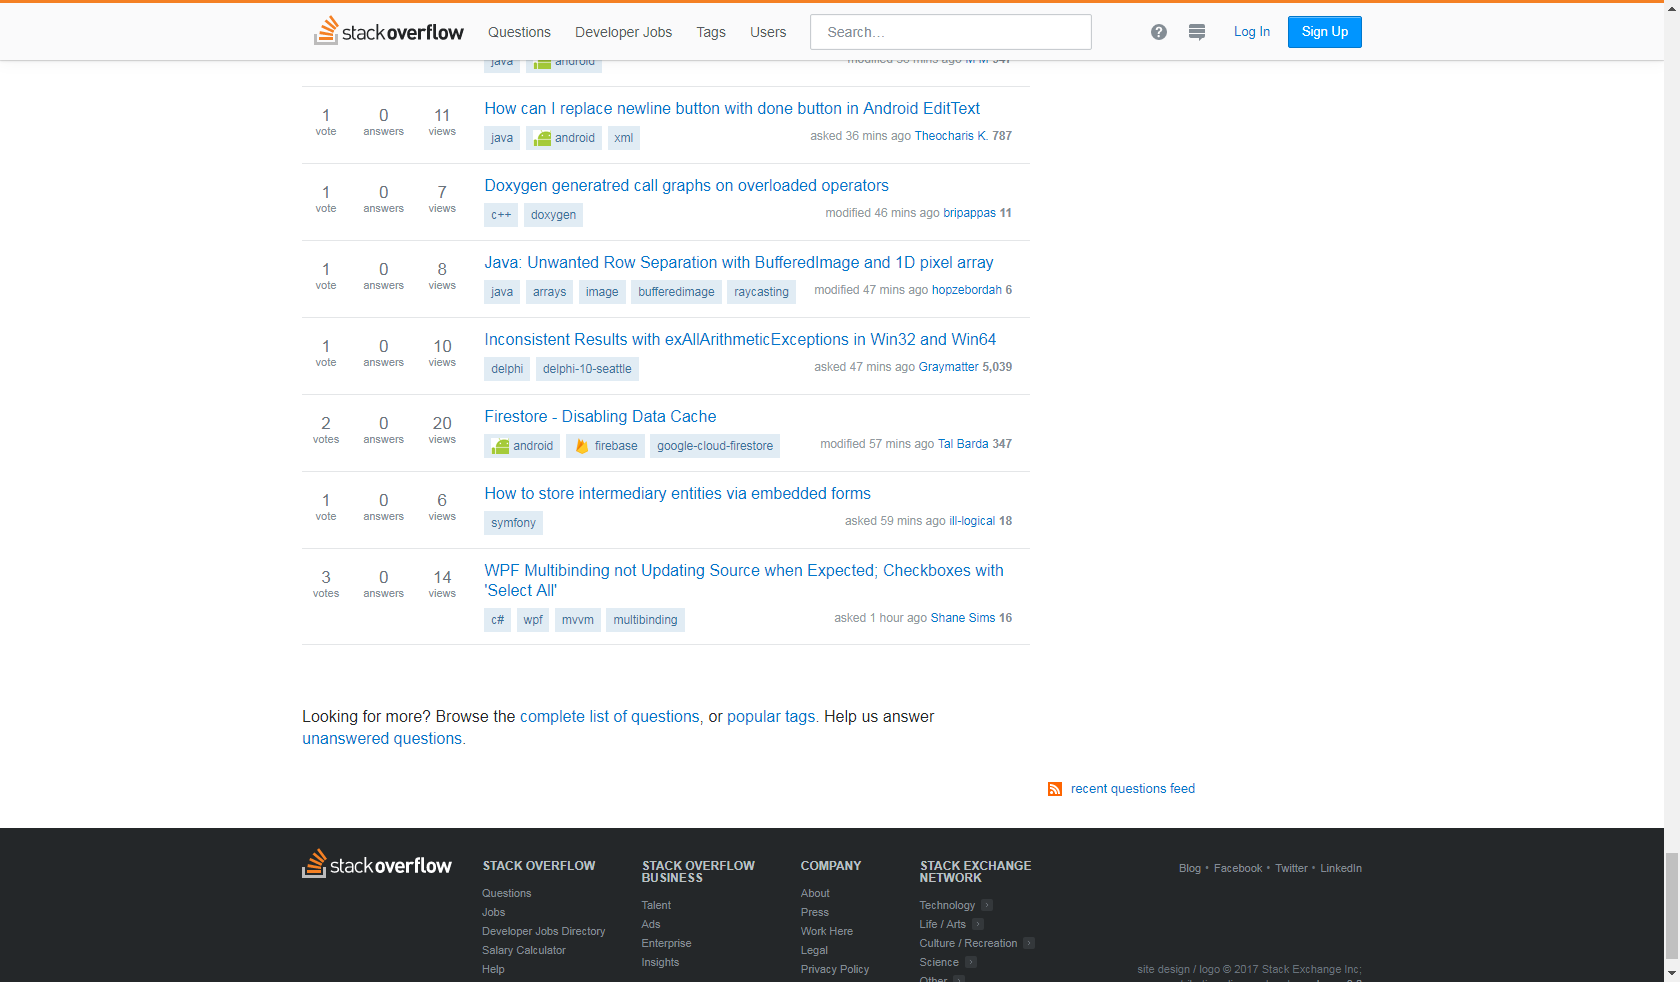 stackoverflow Questions Developer Jobs Tags Users Search... Log In Sign Up
java android modified 36 mins ago M M 347
How can I replace newline button with done button in Android EditText
1 0 11
vote answers views
java android xml asked 36 mins ago Theocharis K. 787
Doxygen generatred call graphs on overloaded operators
1 0 7
vote answers views
c++ doxygen modified 46 mins ago bripappas 11
Java: Unwanted Row Separation with BufferedImage and 1D pixel array
1 0 8
vote answers views
java arrays image bufferedimage raycasting modified 47 mins ago hopzebordah 6
Inconsistent Results with exAllArithmeticExceptions in Win32 and Win64
1 0 10
vote answers views
delphi delphi-10-seattle asked 47 mins ago Graymatter 5,039
Firestore - Disabling Data Cache
2 0 20
votes answers views
android firebase google-cloud-firestore modified 57 mins ago Tal Barda 347
How to store intermediary entities via embedded forms
1 0 6
vote answers views
symfony asked 59 mins ago ill-logical 18
WPF Multibinding not Updating Source when Expected; Checkboxes with
'Select All'
3 0 14
votes answers views
c# wpf mvvm multibinding asked 1 hour ago Shane Sims 16
Looking for more? Browse the complete list of questions, or popular tags. Help us answer
unanswered questions.
recent questions feed
stackoverflow
STACK OVERFLOW
Questions
Jobs
Developer Jobs Directory
Salary Calculator
Help
STACK OVERFLOW
BUSINESS
Talent
Ads
Enterprise
Insights
COMPANY
About
Press
Work Here
Legal
Privacy Policy
STACK EXCHANGE
NETWORK
Technology
Life / Arts
Culture / Recreation
Science
Other
Blog • Facebook • Twitter • LinkedIn
site design / logo © 2017 Stack Exchange Inc;